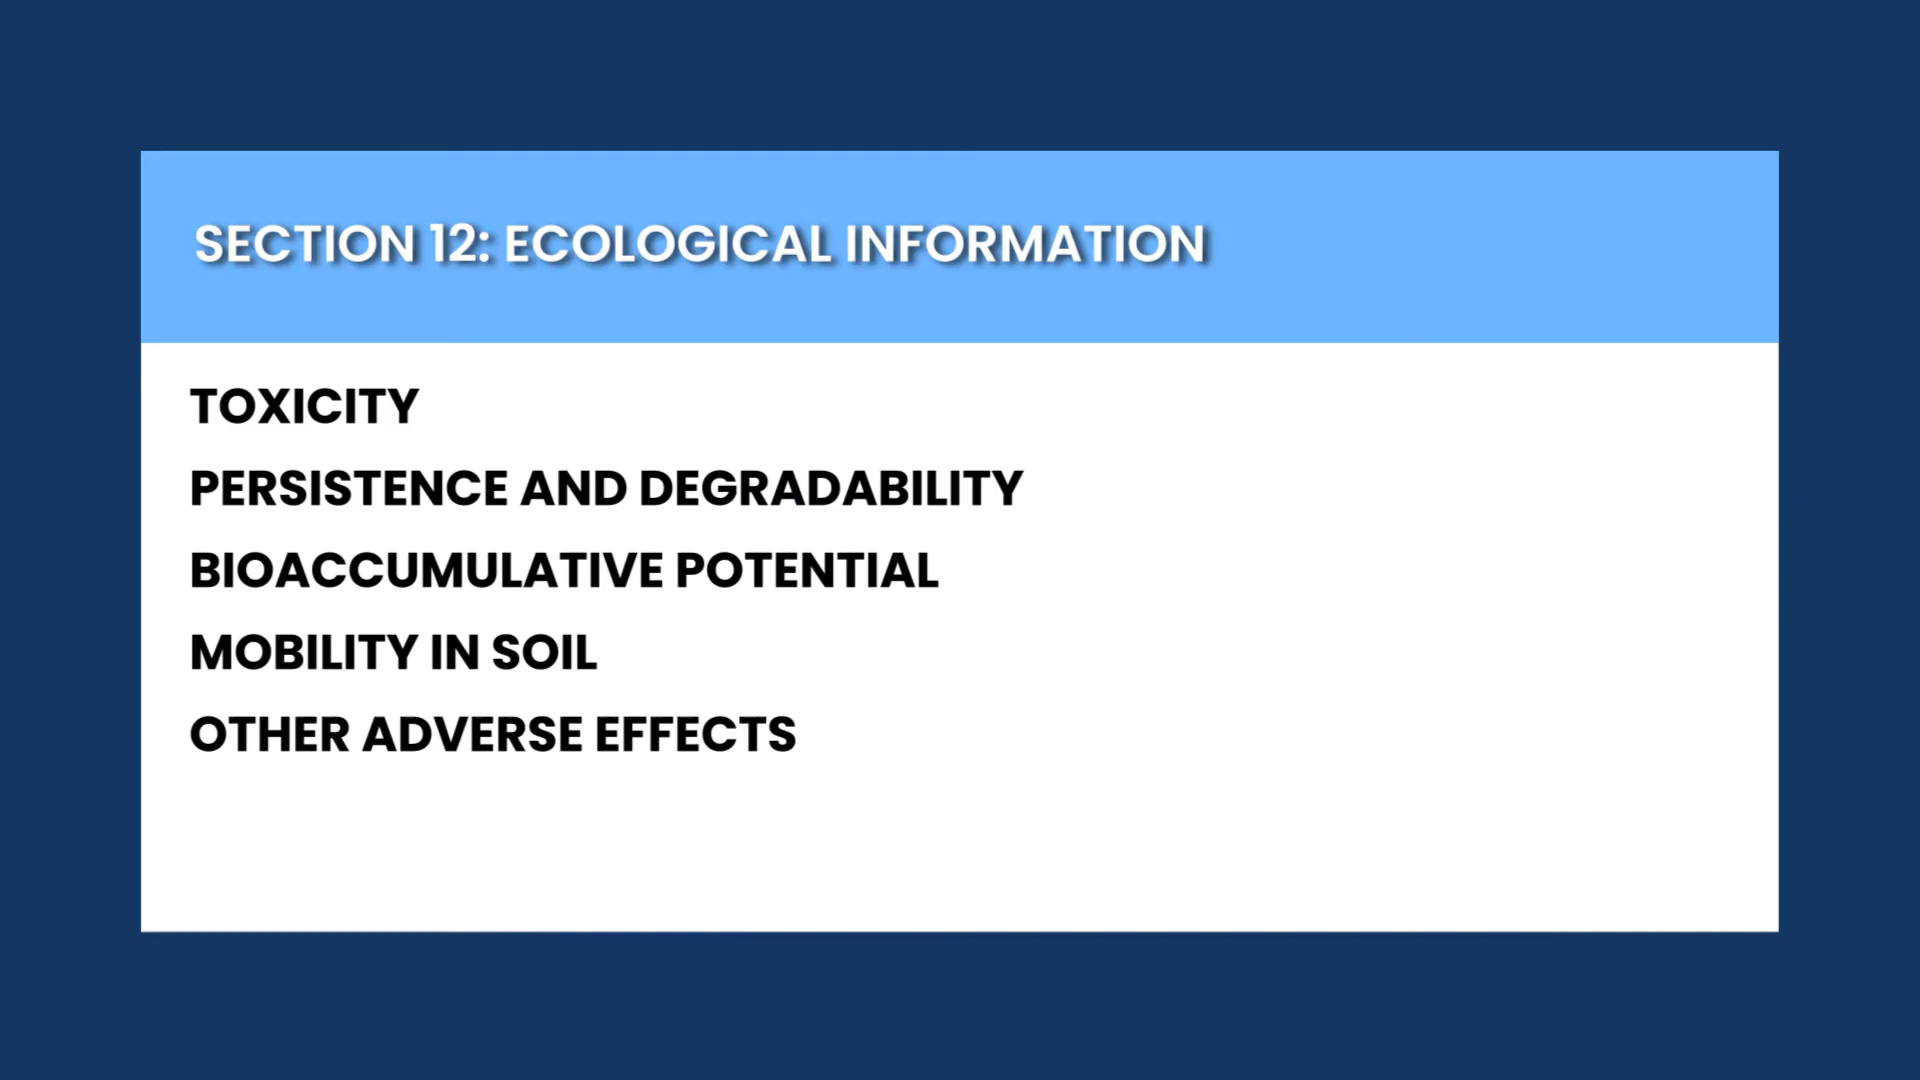 SECTION 12: ECOLOGICAL INFORMATION
TOXICITY
PERSISTENCE AND DEGRADABILITY
BIOACCUMULATIVE POTENTIAL
MOBILITY IN SOIL
OTHER ADVERSE EFFECTS